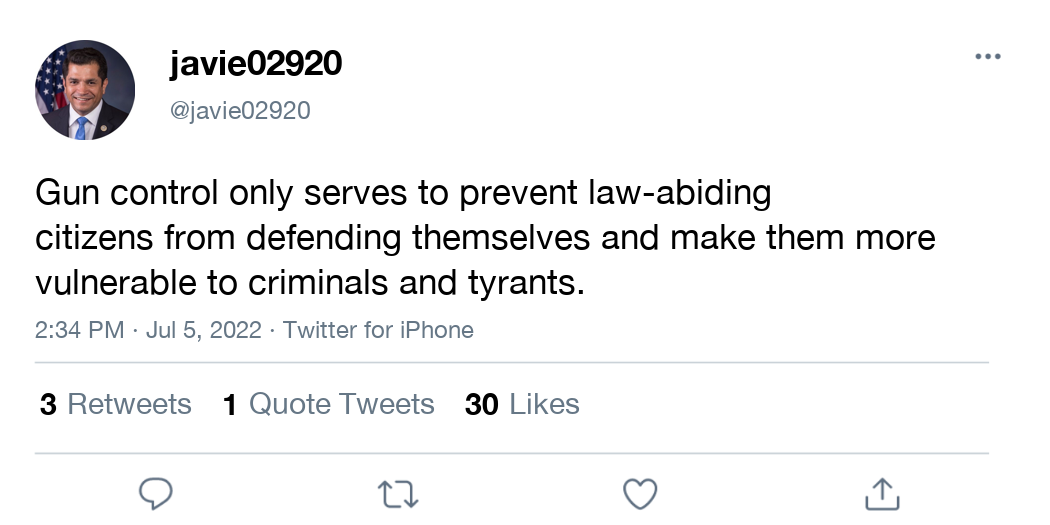 javie02920
@javie02920
Gun control only serves to prevent law-abiding
citizens from defending themselves and make them more
vulnerable to criminals and tyrants.
2:34 PM · Jul 5, 2022 · Twitter for iPhone
3 Retweets 1 Quote Tweets 30 Likes